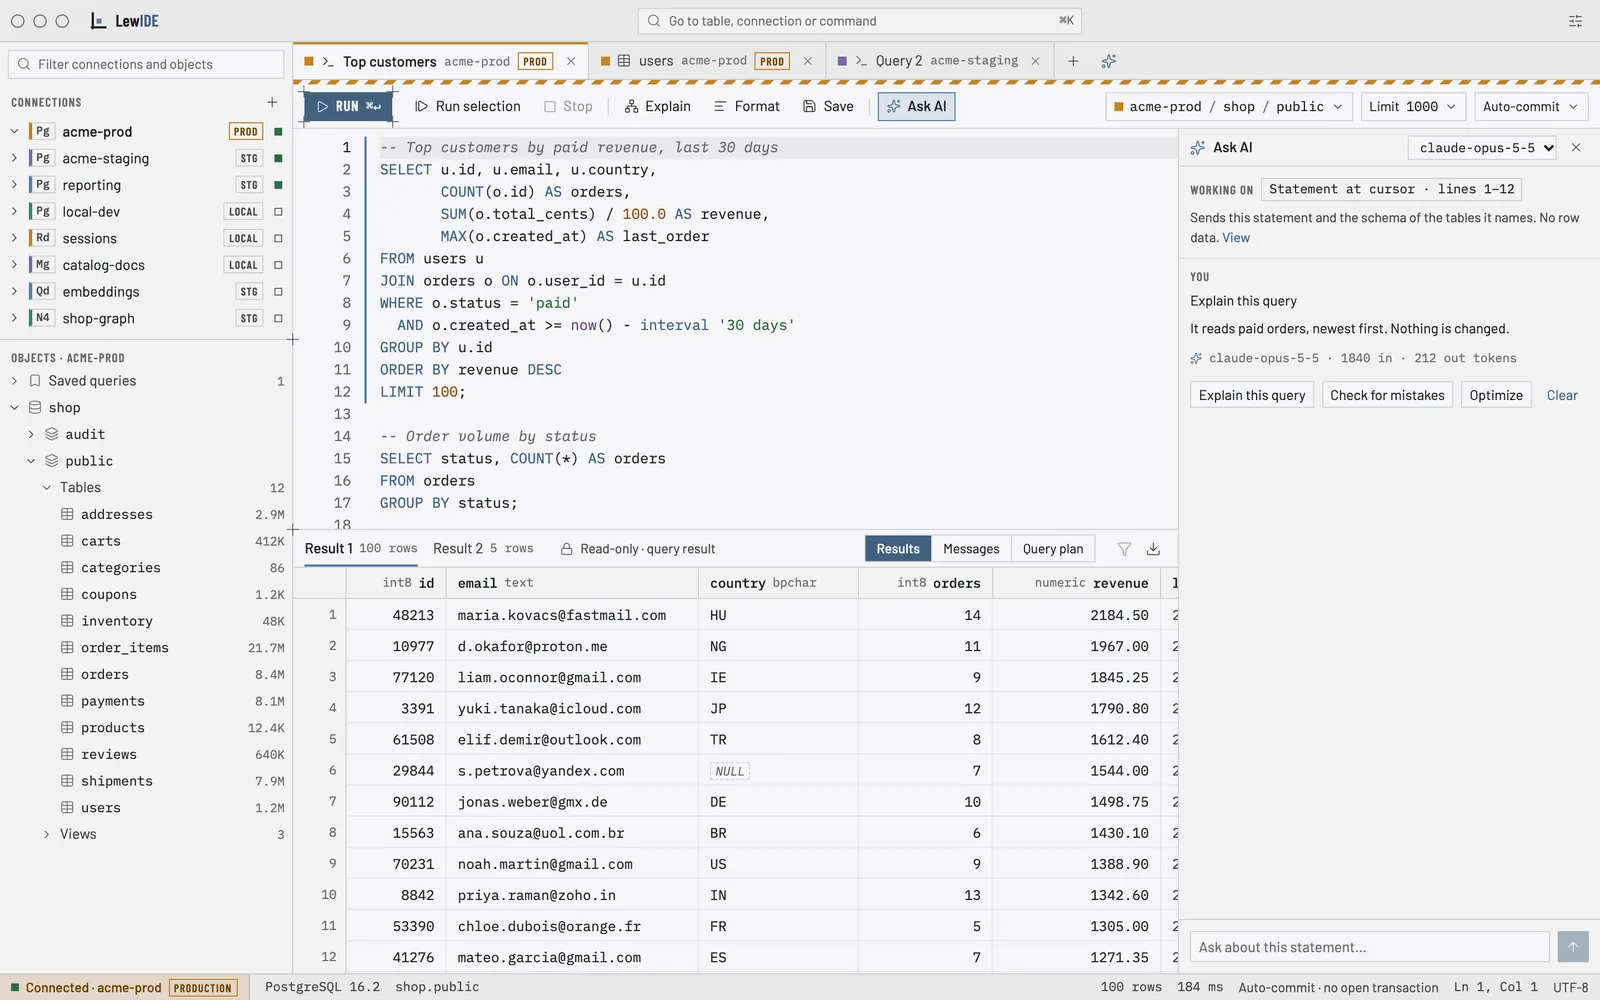 LewIDE
Go to table, connection or command ⌘K
Filter connections and objects
CONNECTIONS
Pg acme-prod PROD
Pg acme-staging STG
Pg reporting STG
Pg local-dev LOCAL
Rd sessions LOCAL
Mg catalog-docs LOCAL
Qd embeddings STG
N4 shop-graph STG
OBJECTS · ACME-PROD
Saved queries 1
shop
audit
public
Tables 12
addresses 2.9M
carts 412K
categories 86
coupons 1.2K
inventory 48K
order_items 21.7M
orders 8.4M
payments 8.1M
products 12.4K
reviews 640K
shipments 7.9M
users 1.2M
Views 3
Top customers acme-prod PROD
users acme-prod PROD
Query 2 acme-staging
RUN ⌘↵ Run selection Stop Explain Format Save Ask AI
acme-prod / shop / public Limit 1000 Auto-commit
1 -- Top customers by paid revenue, last 30 days
2 SELECT u.id, u.email, u.country,
3 COUNT(o.id) AS orders,
4 SUM(o.total_cents) / 100.0 AS revenue,
5 MAX(o.created_at) AS last_order
6 FROM users u
7 JOIN orders o ON o.user_id = u.id
8 WHERE o.status = 'paid'
9 AND o.created_at >= now() - interval '30 days'
10 GROUP BY u.id
11 ORDER BY revenue DESC
12 LIMIT 100;
13
14 -- Order volume by status
15 SELECT status, COUNT(*) AS orders
16 FROM orders
17 GROUP BY status;
18
Result 1 100 rows Result 2 5 rows Read-only · query result Results Messages Query plan
int8 id email text country bpchar int8 orders numeric revenue
1 48213 maria.kovacs@fastmail.com HU 14 2184.50
2 10977 d.okafor@proton.me NG 11 1967.00
3 77120 liam.oconnor@gmail.com IE 9 1845.25
4 3391 yuki.tanaka@icloud.com JP 12 1790.80
5 61508 elif.demir@outlook.com TR 8 1612.40
6 29844 s.petrova@yandex.com NULL 7 1544.00
7 90112 jonas.weber@gmx.de DE 10 1498.75
8 15563 ana.souza@uol.com.br BR 6 1430.10
9 70231 noah.martin@gmail.com US 9 1388.90
10 8842 priya.raman@zoho.in IN 13 1342.60
11 53390 chloe.dubois@orange.fr FR 5 1305.00
12 41276 mateo.garcia@gmail.com ES 7 1271.35
Ask AI claude-opus-5-5
WORKING ON Statement at cursor · lines 1–12
Sends this statement and the schema of the tables it names. No row
data. View
YOU
Explain this query
It reads paid orders, newest first. Nothing is changed.
claude-opus-5-5 · 1840 in · 212 out tokens
Explain this query Check for mistakes Optimize Clear
Ask about this statement...
Connected · acme-prod PRODUCTION PostgreSQL 16.2 shop.public 100 rows 184 ms Auto-commit · no open transaction Ln 1, Col 1 UTF-8